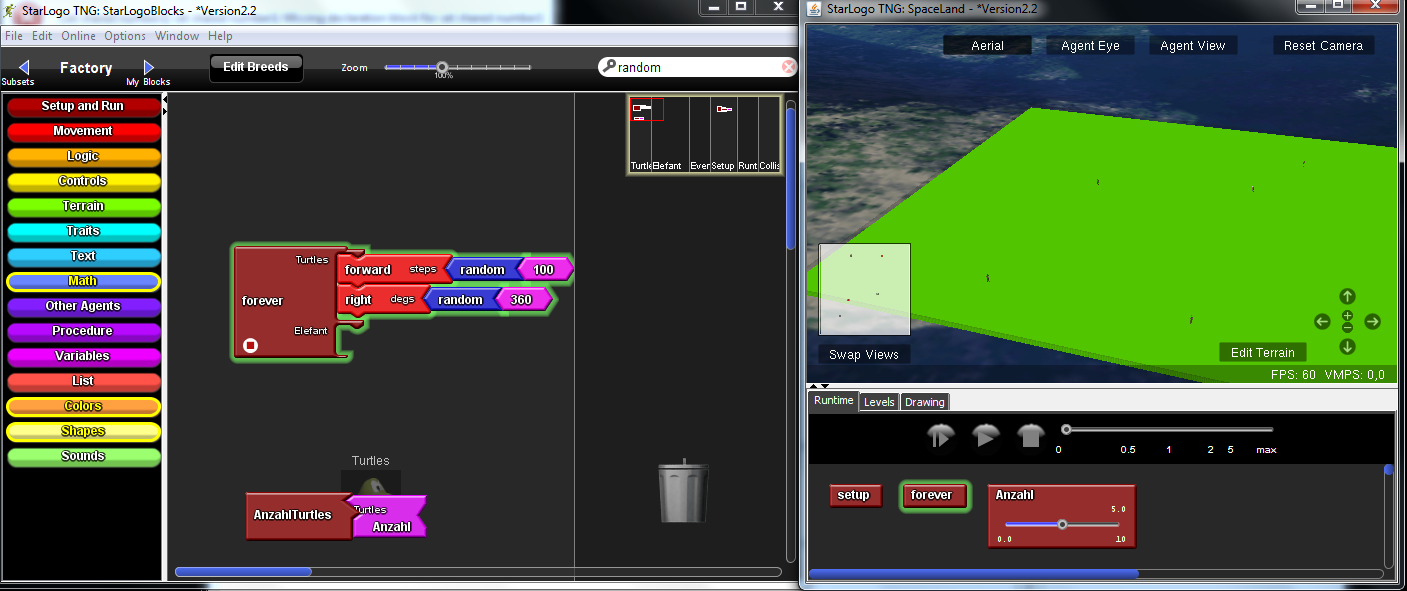 StarLogo TNG: StarLogoBlocks - *Version2.2
File Edit Online Options Window Help
Subsets
Factory
My Blocks
Edit Breeds
Zoom
100%
random
Setup and Run
Movement
Logic
Controls
Terrain
Traits
Text
Math
Other Agents
Procedure
Variables
List
Colors
Shapes
Sounds
Turtle Elefant Ever Setup Runt Collis
forever
Turtles
forward steps random 100
right degs random 360
Elefant
Turtles
AnzahlTurtles
Turtles
Anzahl
StarLogo TNG: SpaceLand - *Version2.2
Aerial Agent Eye Agent View Reset Camera
Swap Views
Edit Terrain
FPS: 60 VMPS: 0,0
Runtime Levels Drawing
0 0.5 1 2 5 max
setup
forever
Anzahl
5.0
0.0 10